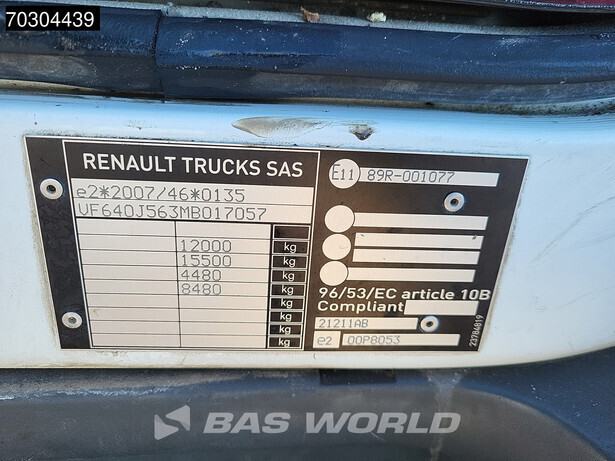 70304439
RENAULT TRUCKS SAS
e2*2007/46*0135
VF640J563MB017057
kg
12000 kg
15500 kg
4480 kg
8480 kg
kg
kg
kg
E11 89R-001077
96/53/EC article 10B
Compliant
21211AB
e2 00P8053
23784819
BAS WORLD